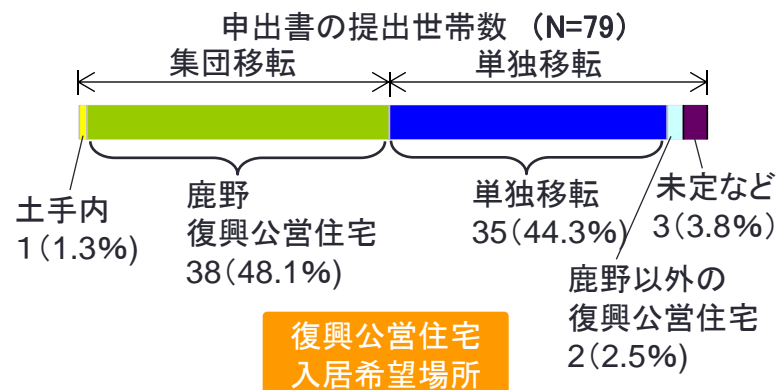 申出書の提出世帯数 (N=79)
集団移転
単独移転
土手内
1(1.3%)
鹿野
復興公営住宅
38(48.1%)
単独移転
35(44.3%)
未定など
3(3.8%)
鹿野以外の
復興公営住宅
2(2.5%)
復興公営住宅
入居希望場所